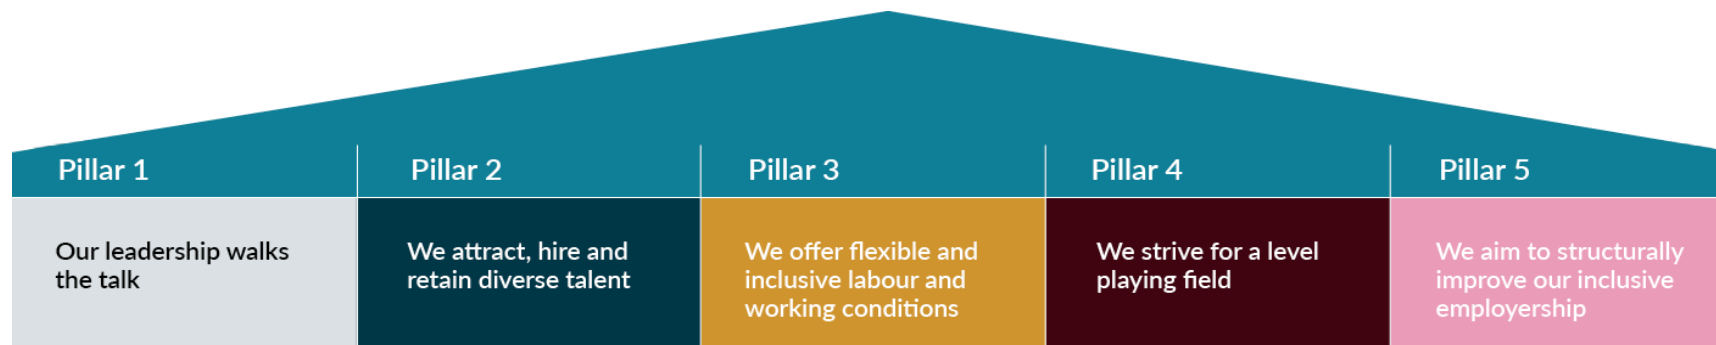 Pillar 1
Pillar 2
Pillar 3
Pillar 4
Pillar 5
Our leadership walks
the talk
We attract, hire and
retain diverse talent
We offer flexible and
inclusive labour and
working conditions
We strive for a level
playing field
We aim to structurally
improve our inclusive
employership